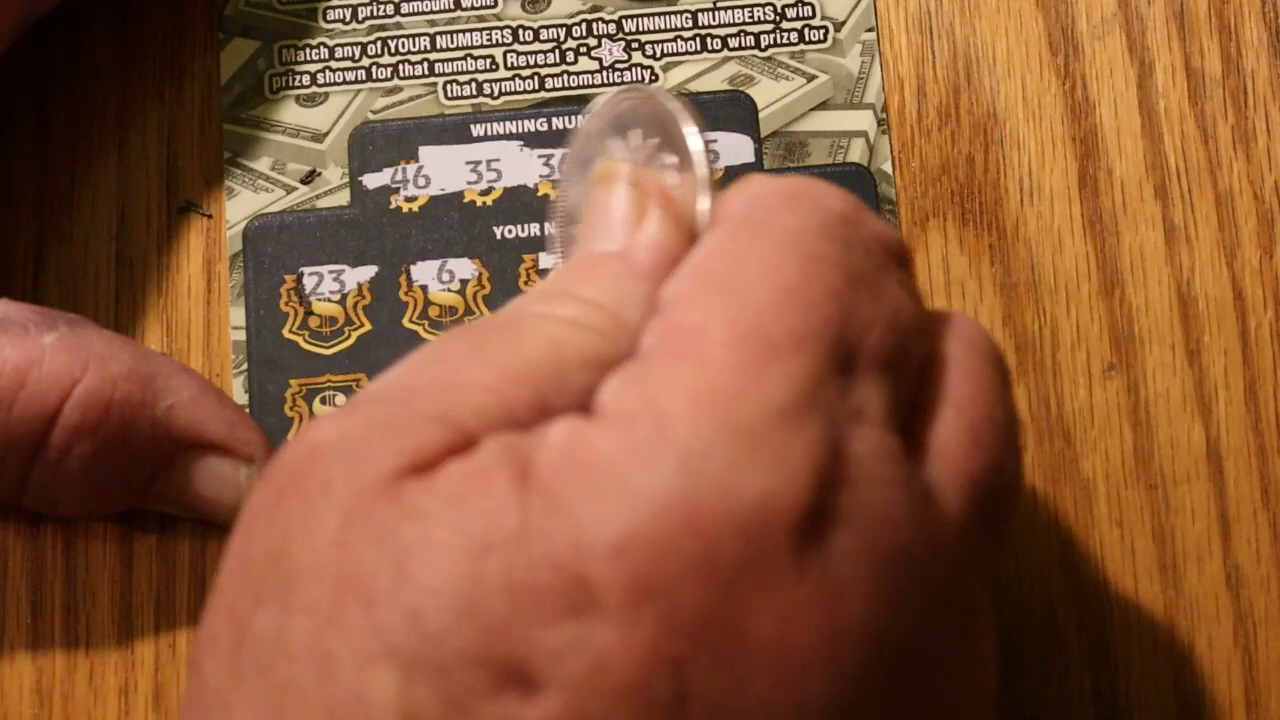 any prize amount won!
Match any of YOUR NUMBERS to any of the WINNING NUMBERS, win
prize shown for that number. Reveal a " " symbol to win prize for
that symbol automatically.
WINNING
46 35
YOUR
23 6